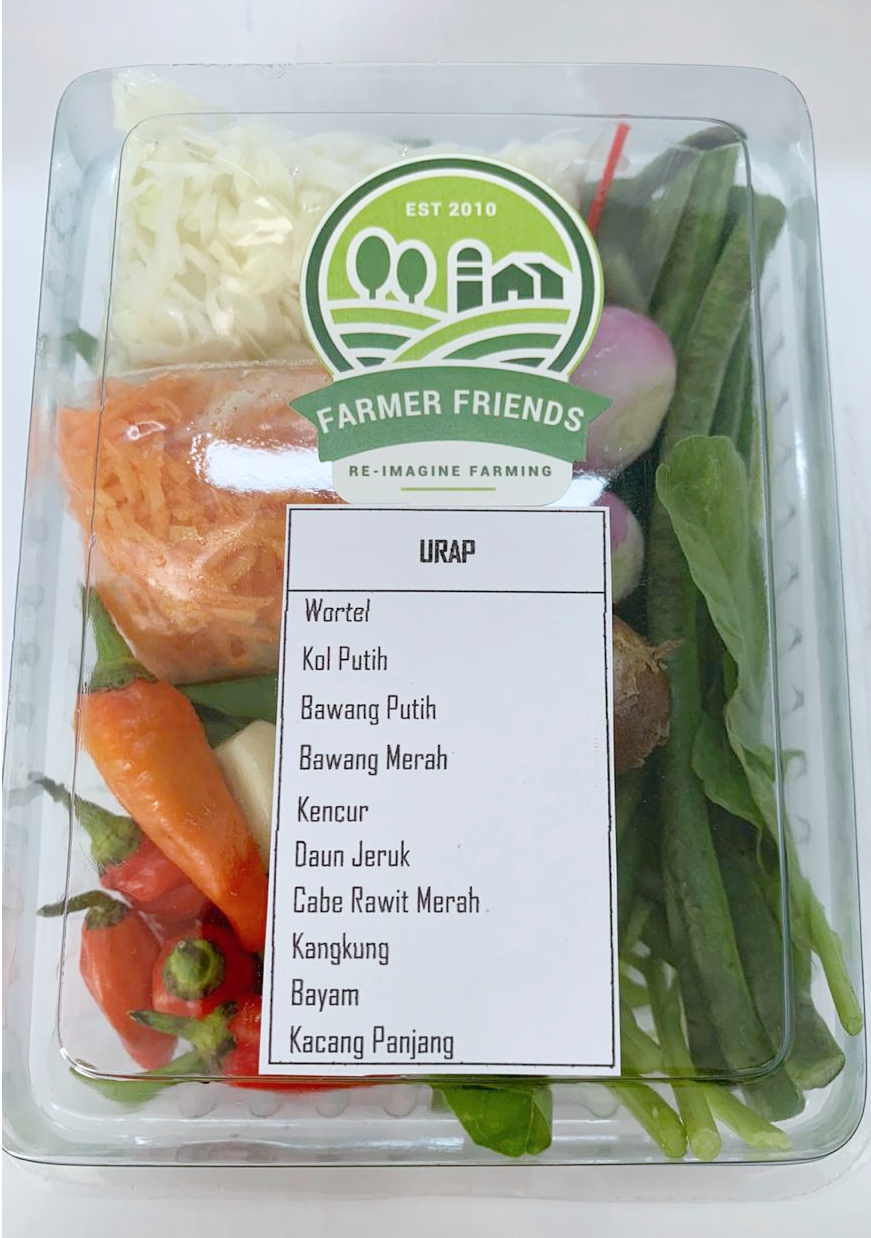 EST 2010
FARMER FRIENDS
RE-IMAGINE FARMING
URAP
Wortel
Kol Putih
Bawang Putih
Bawang Merah
Kencur
Daun Jeruk
Cabe Rawit Merah
Kangkung
Bayam
Kacang Panjang